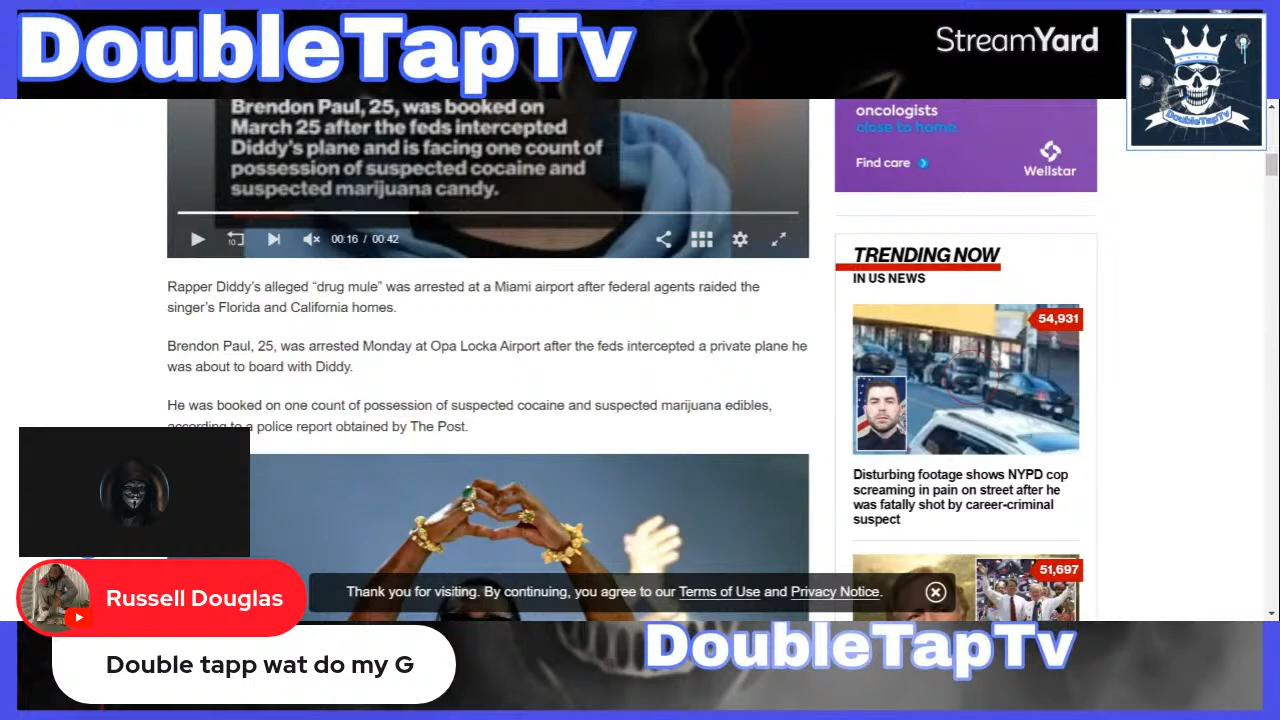 DoubleTapTv
StreamYard
DoubleTapTv
Brendon Paul, 25, was booked on
March 25 after the feds intercepted
Diddy's plane and is facing one count of
possession of suspected cocaine and
suspected marijuana candy.
10
00:16 / 00:42
oncologists
close to home.
Find care
Wellstar
Rapper Diddy's alleged “drug mule” was arrested at a Miami airport after federal agents raided the
singer's Florida and California homes.
Brendon Paul, 25, was arrested Monday at Opa Locka Airport after the feds intercepted a private plane he
was about to board with Diddy.
He was booked on one count of possession of suspected cocaine and suspected marijuana edibles,
according to a police report obtained by The Post.
TRENDING NOW
IN US NEWS
54,931
Disturbing footage shows NYPD cop
screaming in pain on street after he
was fatally shot by career-criminal
suspect
51,697
Thank you for visiting. By continuing, you agree to our Terms of Use and Privacy Notice.
Russell Douglas
Double tapp wat do my G
DoubleTapTv